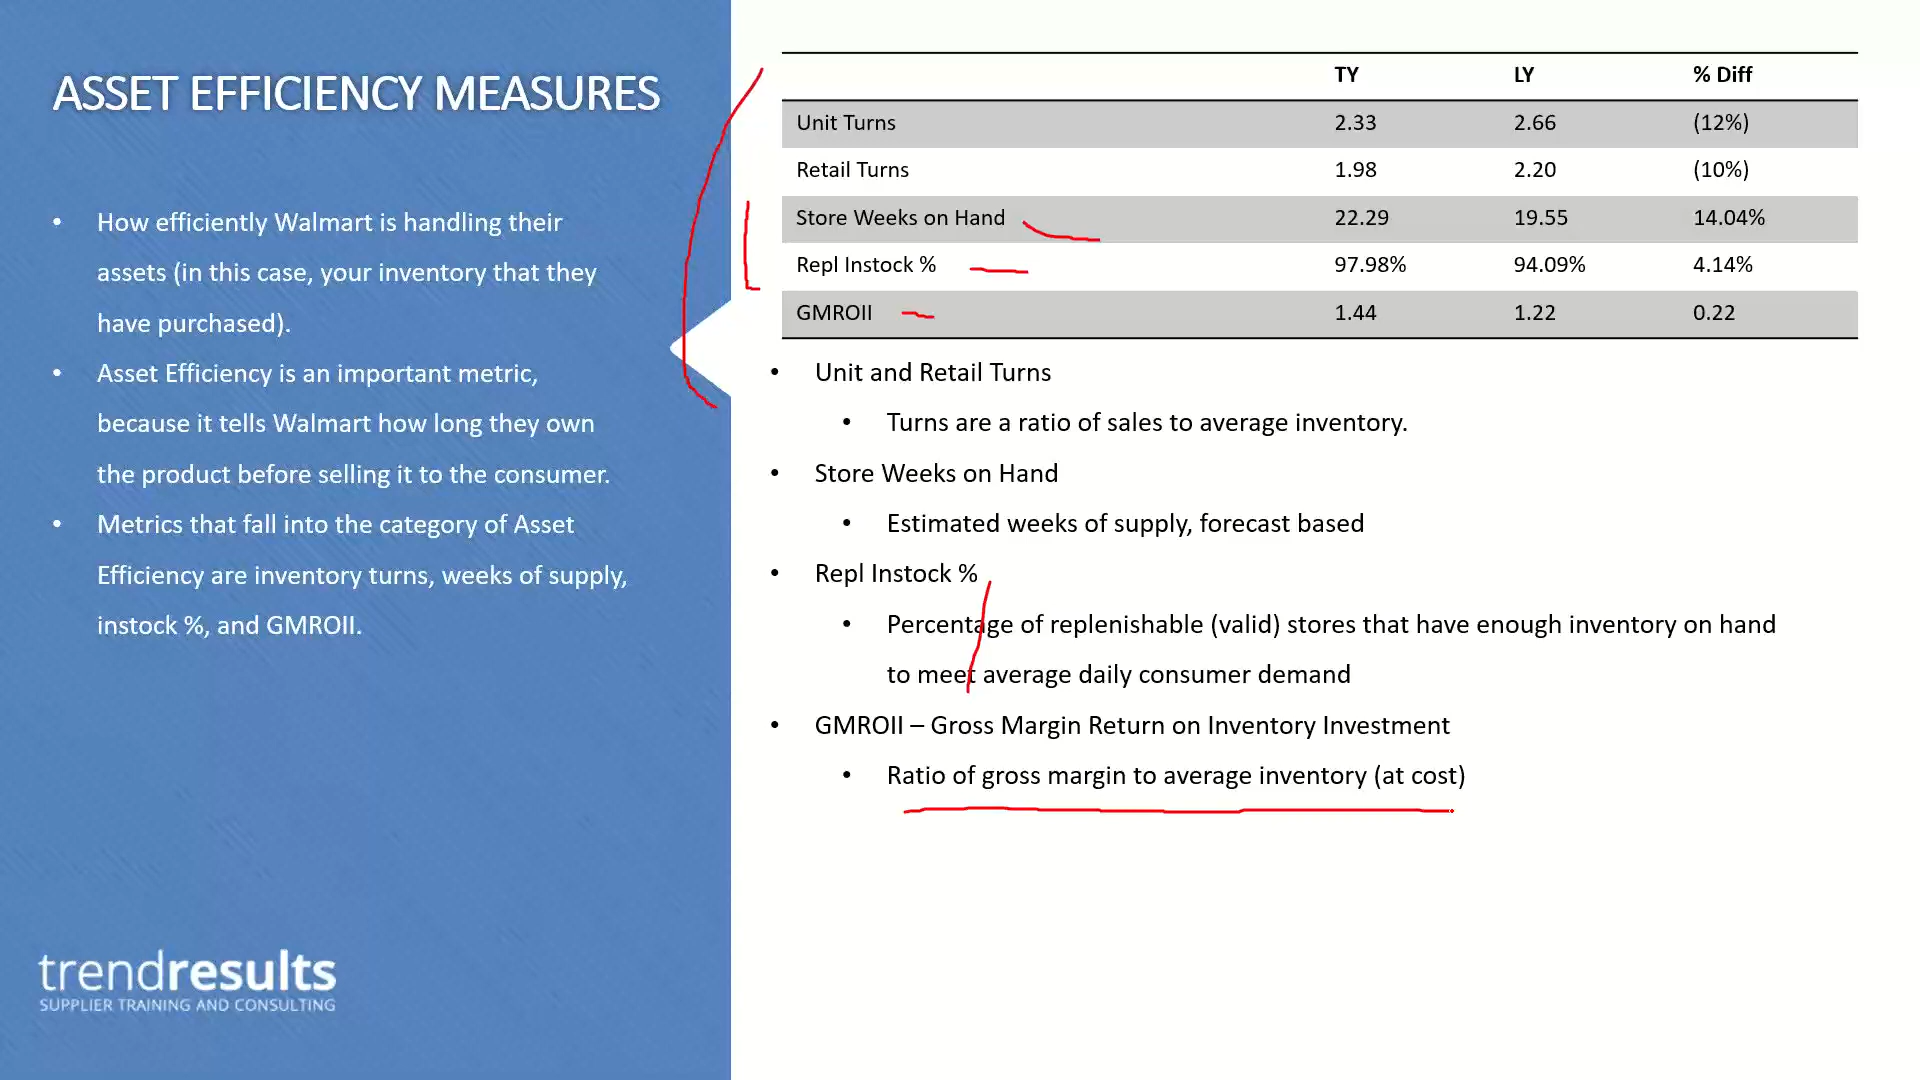 ASSET EFFICIENCY MEASURES
• How efficiently Walmart is handling their
assets (in this case, your inventory that they
have purchased).
• Asset Efficiency is an important metric,
because it tells Walmart how long they own
the product before selling it to the consumer.
• Metrics that fall into the category of Asset
Efficiency are inventory turns, weeks of supply,
instock %, and GMROII.
trendresults
SUPPLIER TRAINING AND CONSULTING
TY LY % Diff
Unit Turns 2.33 2.66 (12%)
Retail Turns 1.98 2.20 (10%)
Store Weeks on Hand 22.29 19.55 14.04%
Repl Instock % 97.98% 94.09% 4.14%
GMROII 1.44 1.22 0.22
• Unit and Retail Turns
• Turns are a ratio of sales to average inventory.
• Store Weeks on Hand
• Estimated weeks of supply, forecast based
• Repl Instock %
• Percentage of replenishable (valid) stores that have enough inventory on hand
to meet average daily consumer demand
• GMROII – Gross Margin Return on Inventory Investment
• Ratio of gross margin to average inventory (at cost)